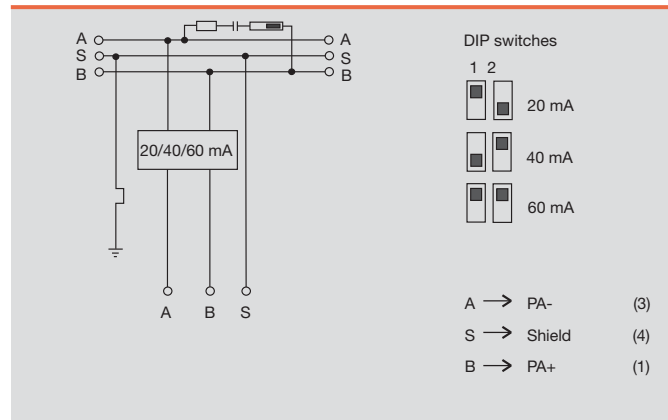 A A
S S
B B
20/40/60 mA
A B S
DIP switches
1 2
20 mA
40 mA
60 mA
A → PA- (3)
S → Shield (4)
B → PA+ (1)